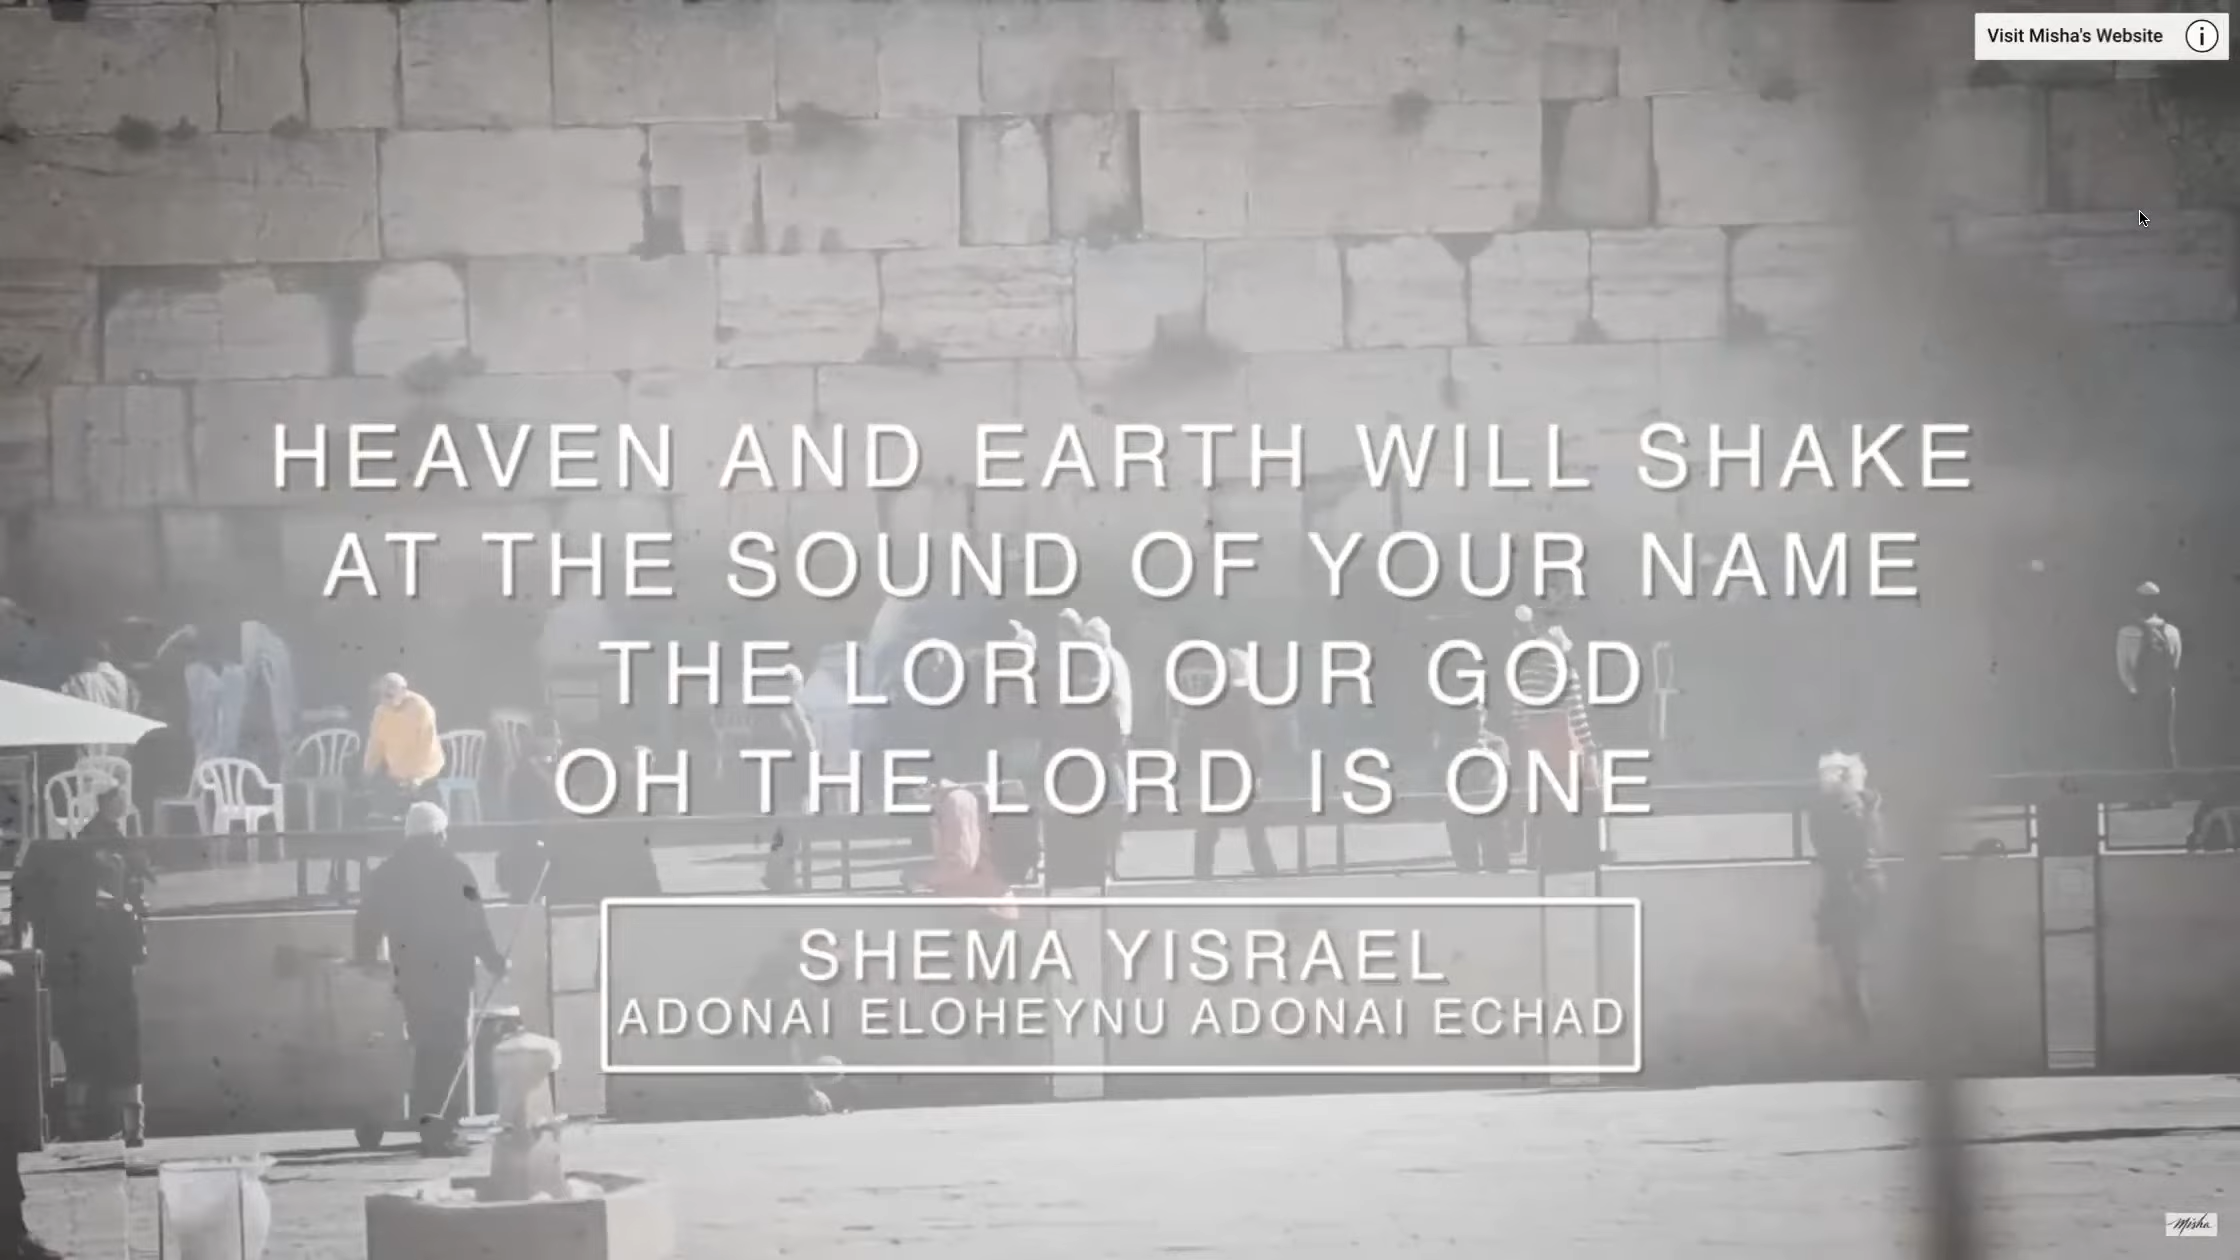 Visit Misha's Website
HEAVEN AND EARTH WILL SHAKE
AT THE SOUND OF YOUR NAME
THE LORD OUR GOD
OH THE LORD IS ONE
SHEMA YISRAEL
ADONAI ELOHEYNU ADONAI ECHAD
Misha